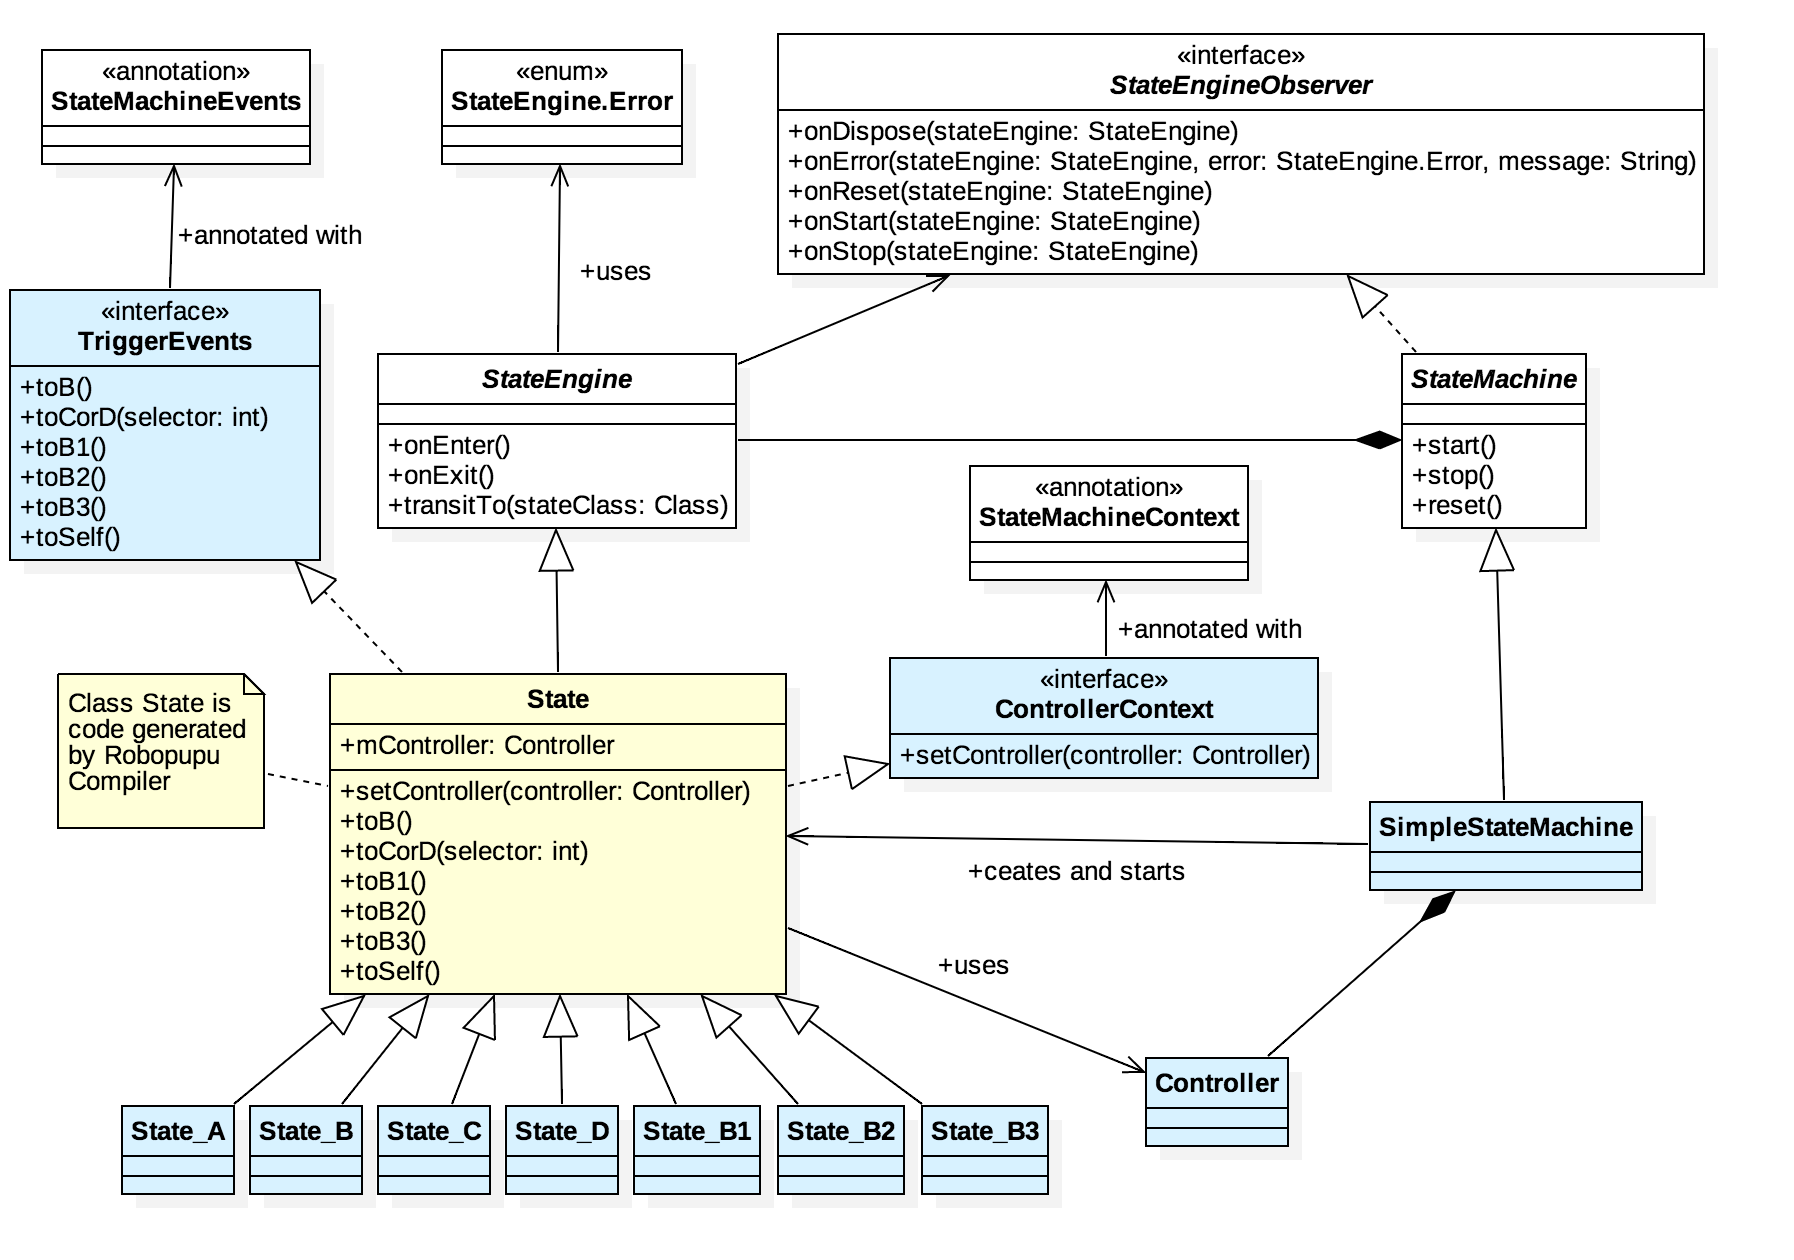 «annotation»
StateMachineEvents
«enum»
StateEngine.Error
«interface»
StateEngineObserver
+onDispose(stateEngine: StateEngine)
+onError(stateEngine: StateEngine, error: StateEngine.Error, message: String)
+onReset(stateEngine: StateEngine)
+onStart(stateEngine: StateEngine)
+onStop(stateEngine: StateEngine)
+annotated with
+uses
«interface»
TriggerEvents
+toB()
+toCorD(selector: int)
+toB1()
+toB2()
+toB3()
+toSelf()
StateEngine
+onEnter()
+onExit()
+transitTo(stateClass: Class)
StateMachine
+start()
+stop()
+reset()
«annotation»
StateMachineContext
+annotated with
«interface»
ControllerContext
+setController(controller: Controller)
Class State is
code generated
by Robopupu
Compiler
State
+mController: Controller
+setController(controller: Controller)
+toB()
+toCorD(selector: int)
+toB1()
+toB2()
+toB3()
+toSelf()
SimpleStateMachine
+ceates and starts
+uses
Controller
State_A
State_B
State_C
State_D
State_B1
State_B2
State_B3